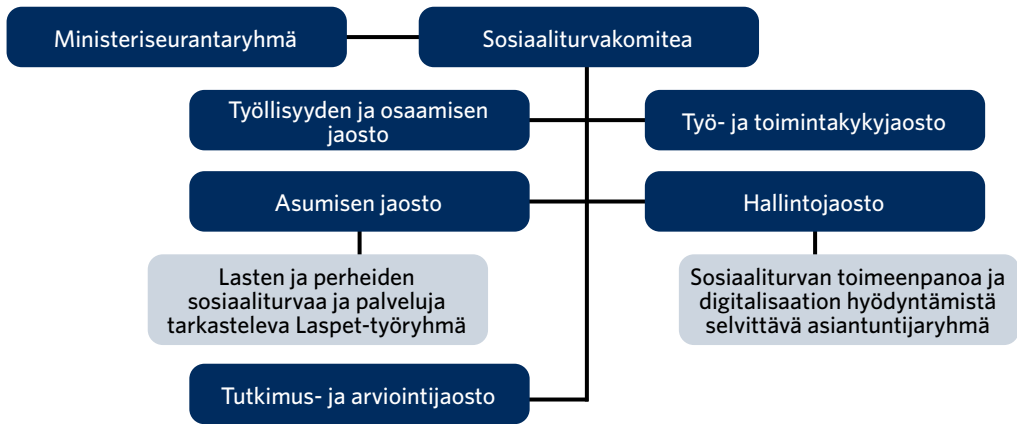 Ministeriseurantaryhmä
Sosiaaliturvakomitea
Työllisyyden ja osaamisen
jaosto
Työ- ja toimintakykyjaosto
Asumisen jaosto
Hallintojaosto
Lasten ja perheiden
sosiaaliturvaa ja palveluja
tarkasteleva Laspet-työryhmä
Sosiaaliturvan toimeenpanoa ja
digitalisaation hyödyntämistä
selvittävä asiantuntijaryhmä
Tutkimus- ja arviointijaosto